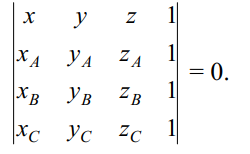 x y z 1
x_A y_A z_A 1
x_B y_B z_B 1 = 0.
x_C y_C z_C 1